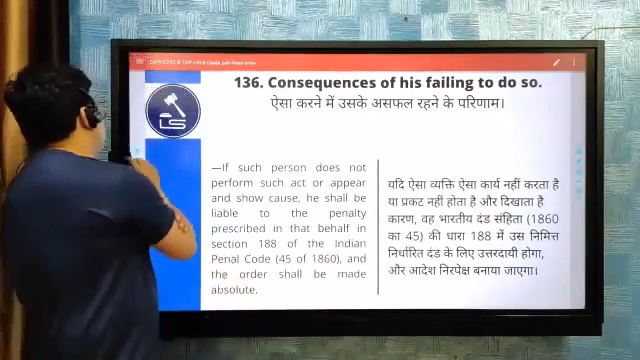 136. Consequences of his failing to do so.
ऐसा करने में उसके असफल रहने के परिणाम।
LS
—If such person does not
perform such act or appear
and show cause, he shall be
liable to the penalty
prescribed in that behalf in
section 188 of the Indian
Penal Code (45 of 1860), and
the order shall be made
absolute.
यदि ऐसा व्यक्ति ऐसा कार्य नहीं करता है
या प्रकट नहीं होता है और दिखाता है
कारण, वह भारतीय दंड संहिता (1860
का 45) की धारा 188 में उस निमित्त
निर्धारित दंड के लिए उत्तरदायी होगा,
और आदेश निरपेक्ष बनाया जाएगा।